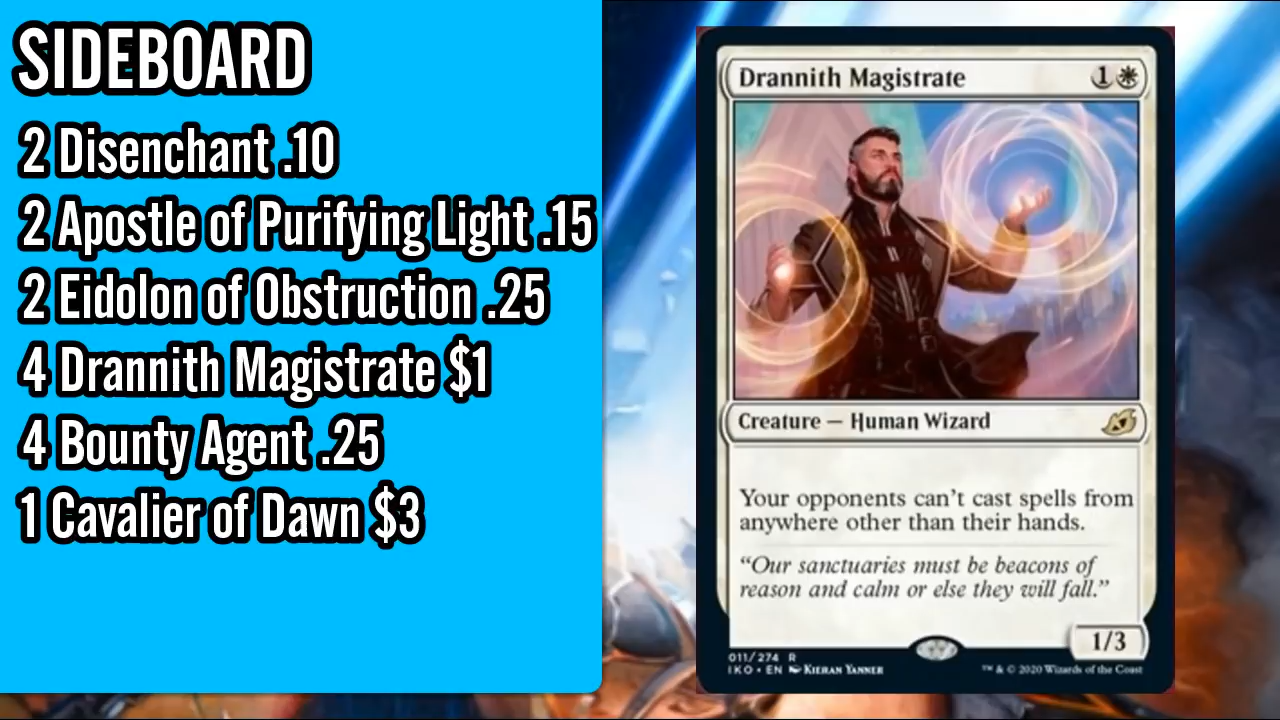 SIDEBOARD
2 Disenchant .10
2 Apostle of Purifying Light .15
2 Eidolon of Obstruction .25
4 Drannith Magistrate $1
4 Bounty Agent .25
1 Cavalier of Dawn $3
Drannith Magistrate 1
Creature — Human Wizard
Your opponents can't cast spells from
anywhere other than their hands.
“Our sanctuaries must be beacons of
reason and calm or else they will fall.”
1/3
011/274 R
IKO • EN Kieran Yanner
™ & © 2020 Wizards of the Coast